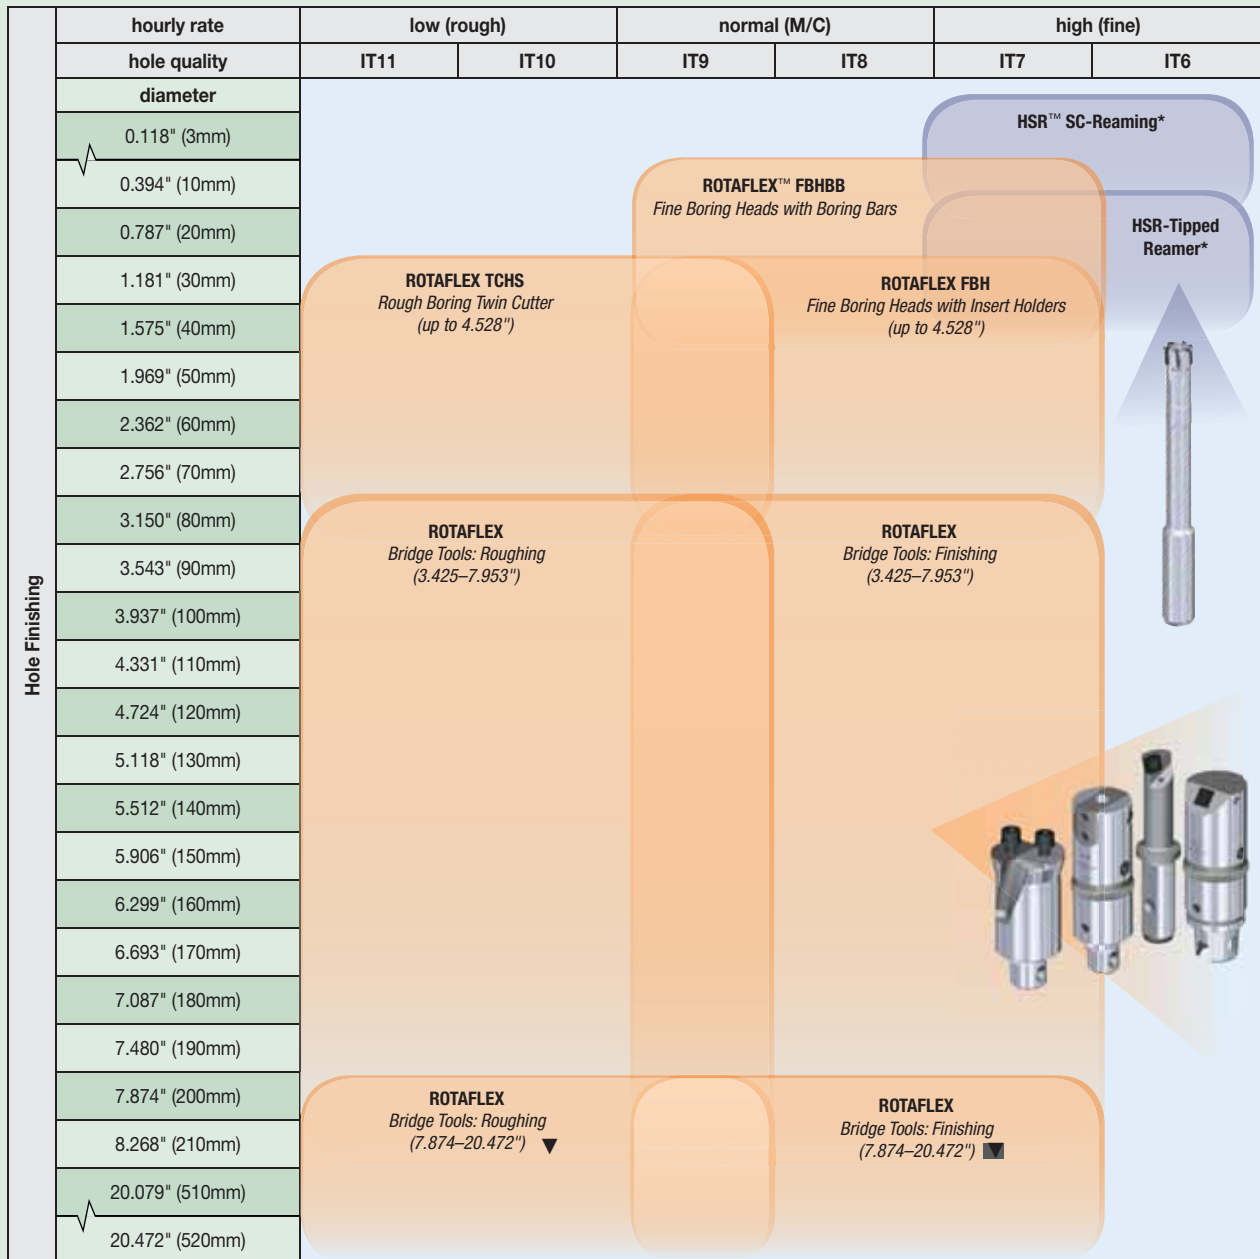 Hole Finishing
hourly rate low (rough) normal (M/C) high (fine)
hole quality IT11 IT10 IT9 IT8 IT7 IT6
diameter
0.118" (3mm)
0.394" (10mm)
0.787" (20mm)
1.181" (30mm)
1.575" (40mm)
1.969" (50mm)
2.362" (60mm)
2.756" (70mm)
3.150" (80mm)
3.543" (90mm)
3.937" (100mm)
4.331" (110mm)
4.724" (120mm)
5.118" (130mm)
5.512" (140mm)
5.906" (150mm)
6.299" (160mm)
6.693" (170mm)
7.087" (180mm)
7.480" (190mm)
7.874" (200mm)
8.268" (210mm)
20.079" (510mm)
20.472" (520mm)
HSR™ SC-Reaming*
ROTAFLEX™ FBHBB
Fine Boring Heads with Boring Bars
HSR-Tipped
Reamer*
ROTAFLEX TCHS
Rough Boring Twin Cutter
(up to 4.528")
ROTAFLEX FBH
Fine Boring Heads with Insert Holders
(up to 4.528")
ROTAFLEX
Bridge Tools: Roughing
(3.425–7.953")
ROTAFLEX
Bridge Tools: Finishing
(3.425–7.953")
ROTAFLEX
Bridge Tools: Roughing
(7.874–20.472") ▼
ROTAFLEX
Bridge Tools: Finishing
(7.874–20.472") ▼